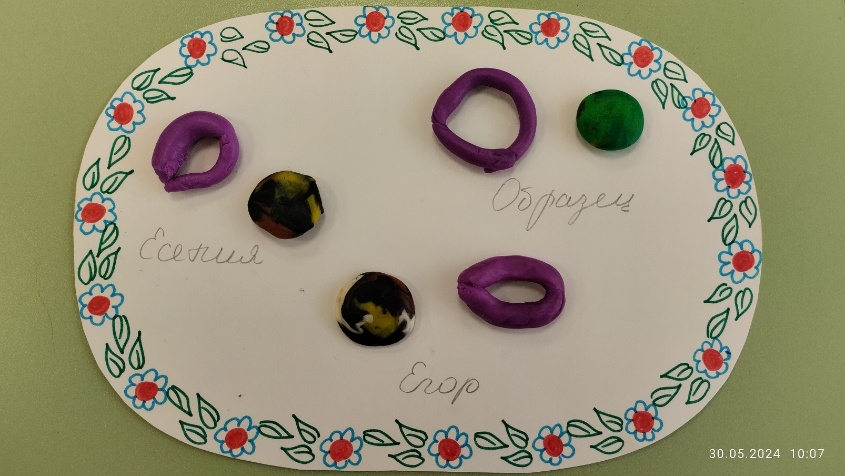 Образец
Есения
Егор
30.05.2024 10:07